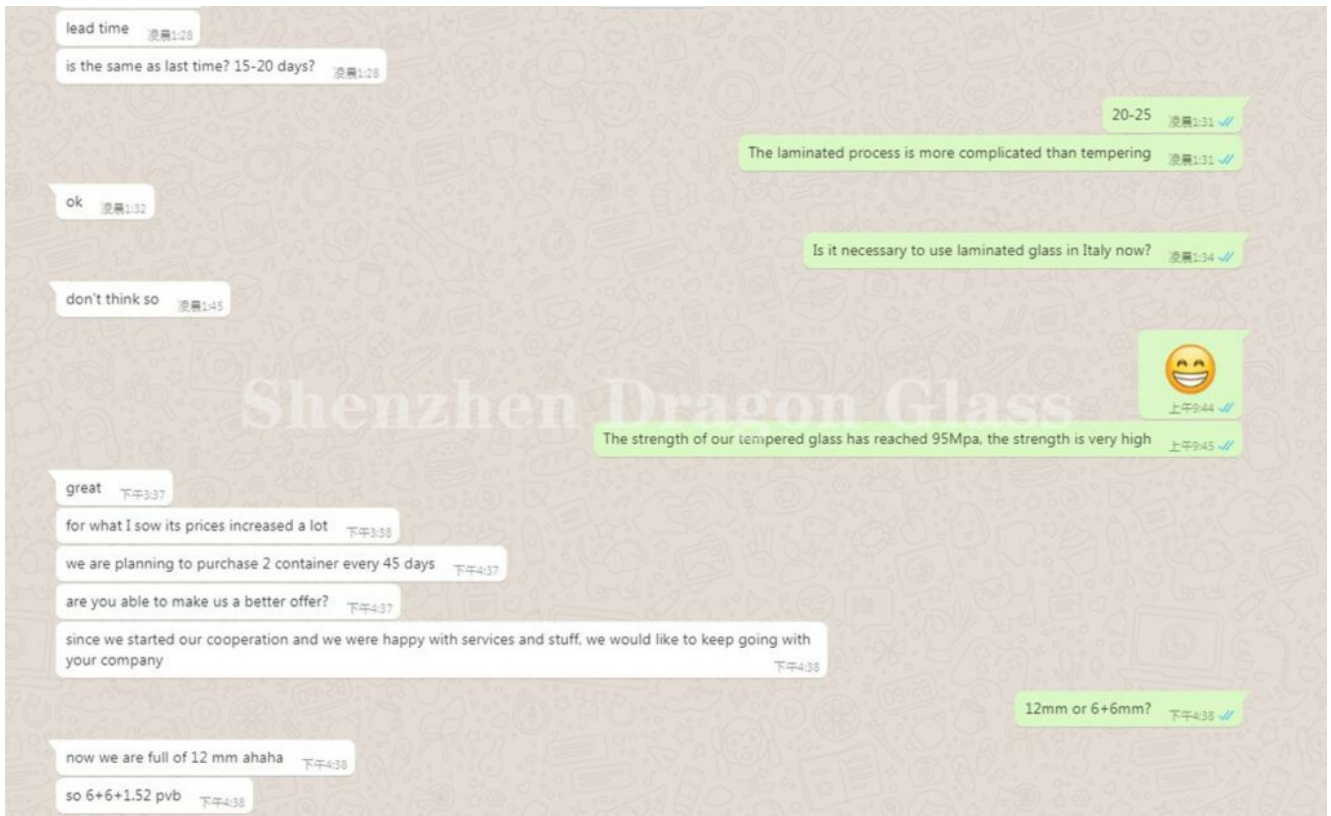 lead time 凌晨1:28
is the same as last time? 15-20 days? 凌晨1:28
20-25 凌晨1:31
The laminated process is more complicated than tempering 凌晨1:31
ok 凌晨1:32
Is it necessary to use laminated glass in Italy now? 凌晨1:34
don't think so 凌晨1:45
上午9:44
Shenzhen Dragon Glass
The strength of our tempered glass has reached 95Mpa, the strength is very high 上午9:45
great 下午3:37
for what I sow its prices increased a lot 下午3:38
we are planning to purchase 2 container every 45 days 下午4:37
are you able to make us a better offer? 下午4:37
since we started our cooperation and we were happy with services and stuff, we would like to keep going with
your company 下午4:38
12mm or 6+6mm? 下午4:38
now we are full of 12 mm ahaha 下午4:38
so 6+6+1.52 pvb 下午4:38